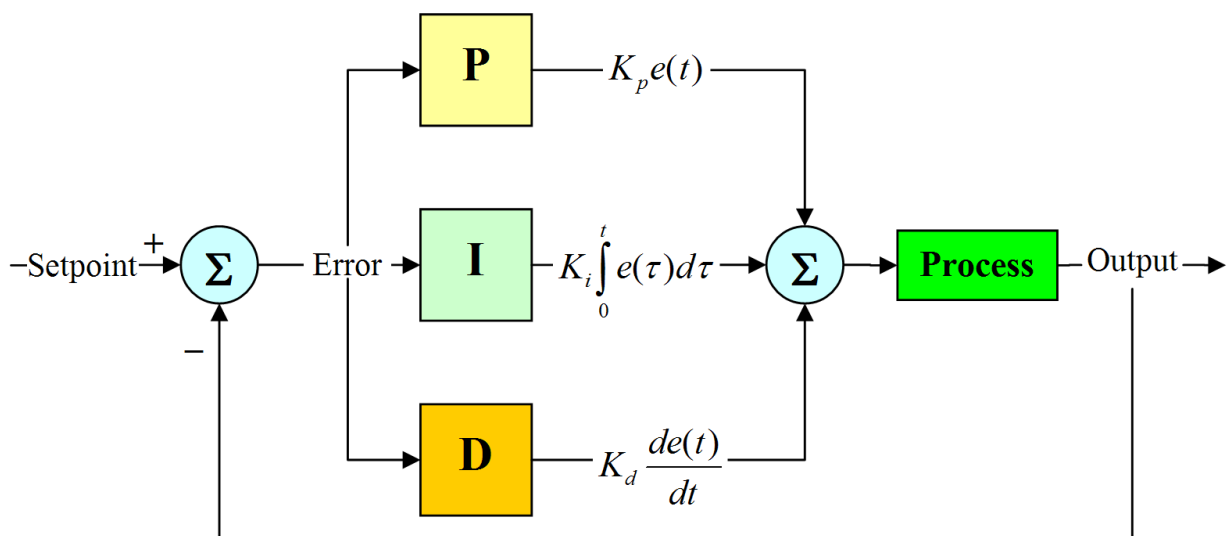 P
K_p e(t)
Setpoint
+
−
Σ
Error
I
K_i ∫_0^t e(τ)dτ
Σ
Process
Output
D
K_d de(t)/dt